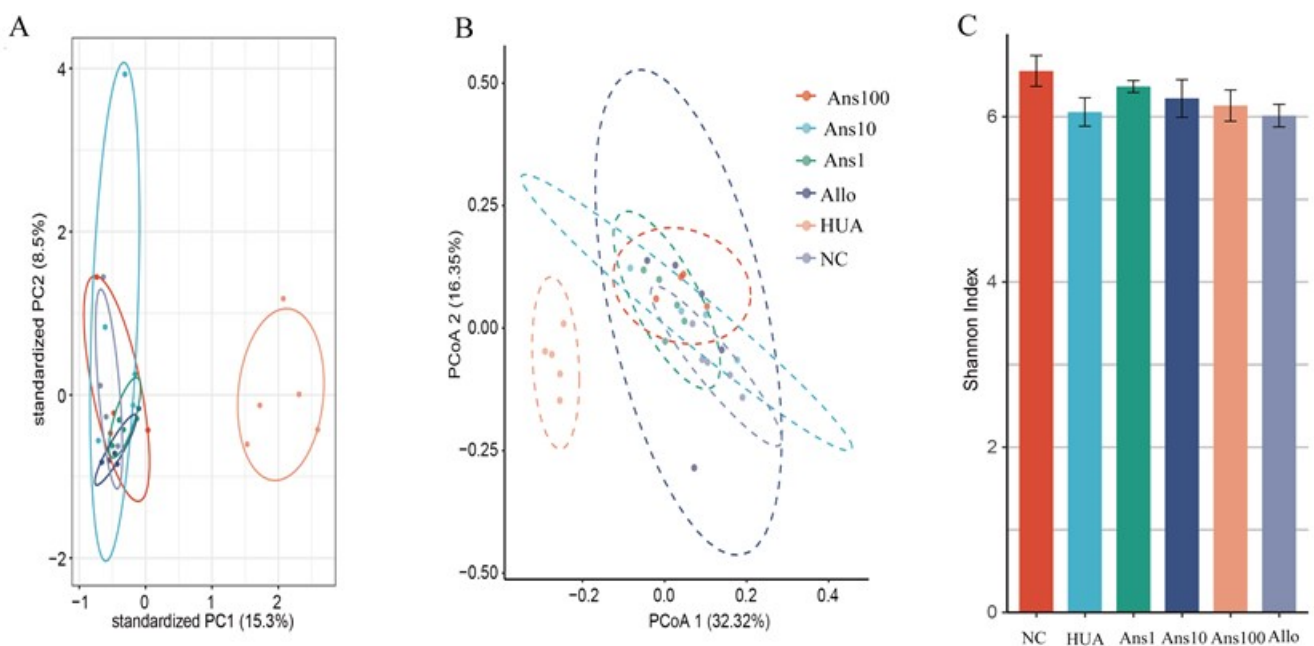 A
standardized PC2 (8.5%)
4
2
0
−2
−1
0
1
2
standardized PC1 (15.3%)
B
PCoA 2 (16.35%)
0.50
0.25
0.00
−0.25
−0.50
−0.2
0.0
0.2
0.4
PCoA 1 (32.32%)
Ans100
Ans10
Ans1
Allo
HUA
NC
C
Shannon Index
6
4
2
0
NC
HUA
Ans1
Ans10
Ans100
Allo